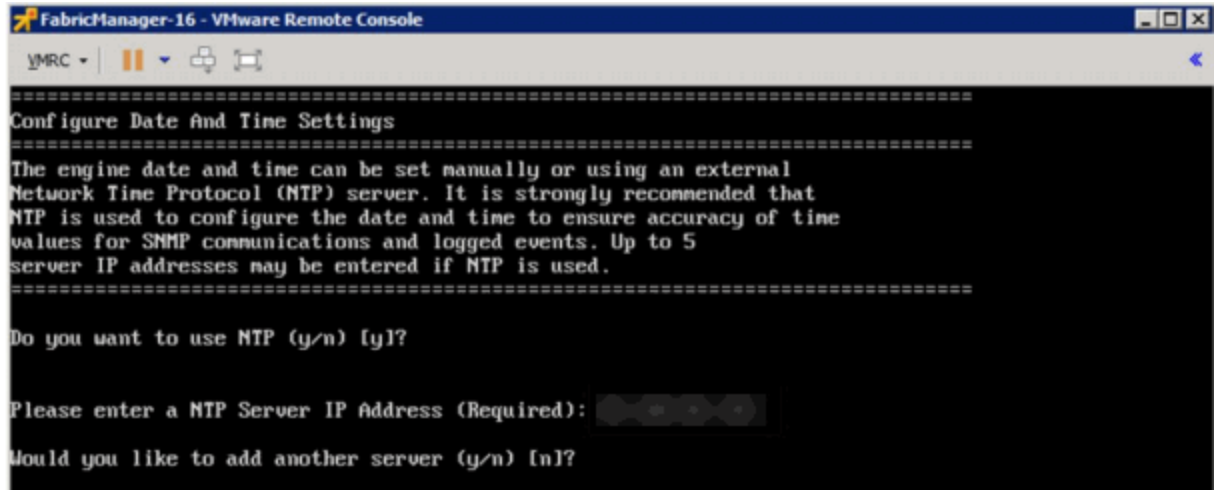 FabricManager-16 - VMware Remote Console
VMRC
================================================================================
Configure Date And Time Settings
================================================================================
The engine date and time can be set manually or using an external
Network Time Protocol (NTP) server. It is strongly recommended that
NTP is used to configure the date and time to ensure accuracy of time
values for SNMP communications and logged events. Up to 5
server IP addresses may be entered if NTP is used.
================================================================================
Do you want to use NTP (y/n) [y]?
Please enter a NTP Server IP Address (Required):
Would you like to add another server (y/n) [n]?